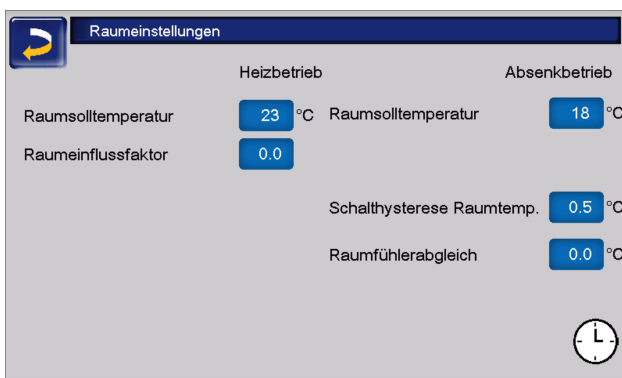 Raumeinstellungen
Heizbetrieb Absenkbetrieb
Raumsolltemperatur 23 °C Raumsolltemperatur 18 °C
Raumeinflussfaktor 0.0
Schalthysterese Raumtemp. 0.5 °C
Raumfühlerabgleich 0.0 °C